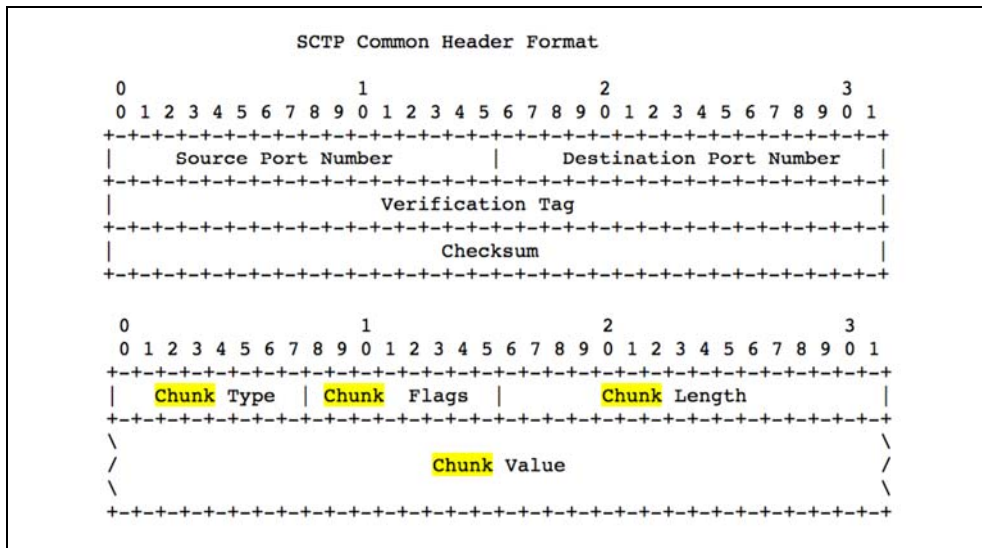 SCTP Common Header Format
0                   1                   2                   3
0 1 2 3 4 5 6 7 8 9 0 1 2 3 4 5 6 7 8 9 0 1 2 3 4 5 6 7 8 9 0 1
+-+-+-+-+-+-+-+-+-+-+-+-+-+-+-+-+-+-+-+-+-+-+-+-+-+-+-+-+-+-+-+-+
|     Source Port Number        |     Destination Port Number   |
+-+-+-+-+-+-+-+-+-+-+-+-+-+-+-+-+-+-+-+-+-+-+-+-+-+-+-+-+-+-+-+-+
|                      Verification Tag                         |
+-+-+-+-+-+-+-+-+-+-+-+-+-+-+-+-+-+-+-+-+-+-+-+-+-+-+-+-+-+-+-+-+
|                           Checksum                            |
+-+-+-+-+-+-+-+-+-+-+-+-+-+-+-+-+-+-+-+-+-+-+-+-+-+-+-+-+-+-+-+-+
0                   1                   2                   3
0 1 2 3 4 5 6 7 8 9 0 1 2 3 4 5 6 7 8 9 0 1 2 3 4 5 6 7 8 9 0 1
+-+-+-+-+-+-+-+-+-+-+-+-+-+-+-+-+-+-+-+-+-+-+-+-+-+-+-+-+-+-+-+-+
|   Chunk Type  | Chunk  Flags  |        Chunk Length           |
+-+-+-+-+-+-+-+-+-+-+-+-+-+-+-+-+-+-+-+-+-+-+-+-+-+-+-+-+-+-+-+-+
\                                                               \
/                          Chunk Value                          /
\                                                               \
+-+-+-+-+-+-+-+-+-+-+-+-+-+-+-+-+-+-+-+-+-+-+-+-+-+-+-+-+-+-+-+-+